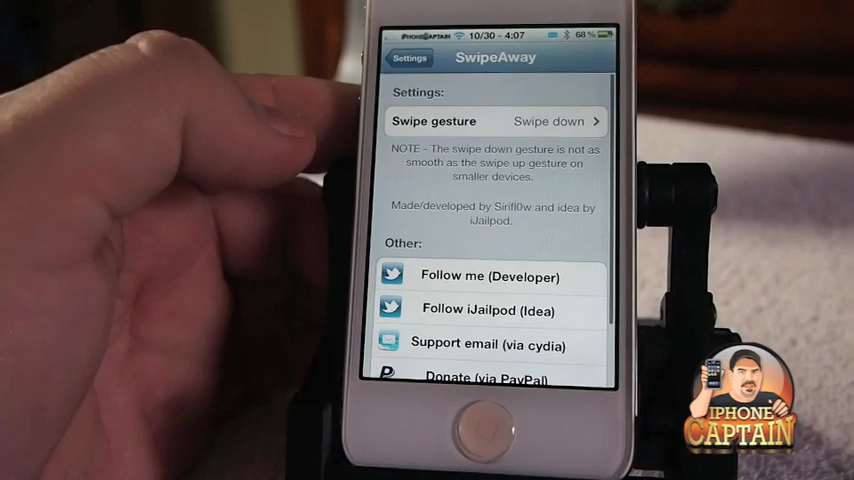 iPHONECAPTAIN 10/30 - 4:07 68 %
Settings SwipeAway
Settings:
Swipe gesture Swipe down
NOTE - The swipe down gesture is not as
smooth as the swipe up gesture on
smaller devices.
Made/developed by Sirifl0w and idea by
iJailpod.
Other:
Follow me (Developer)
Follow iJailpod (Idea)
Support email (via cydia)
Donate (via PayPal)
IPHONE
CAPTAIN